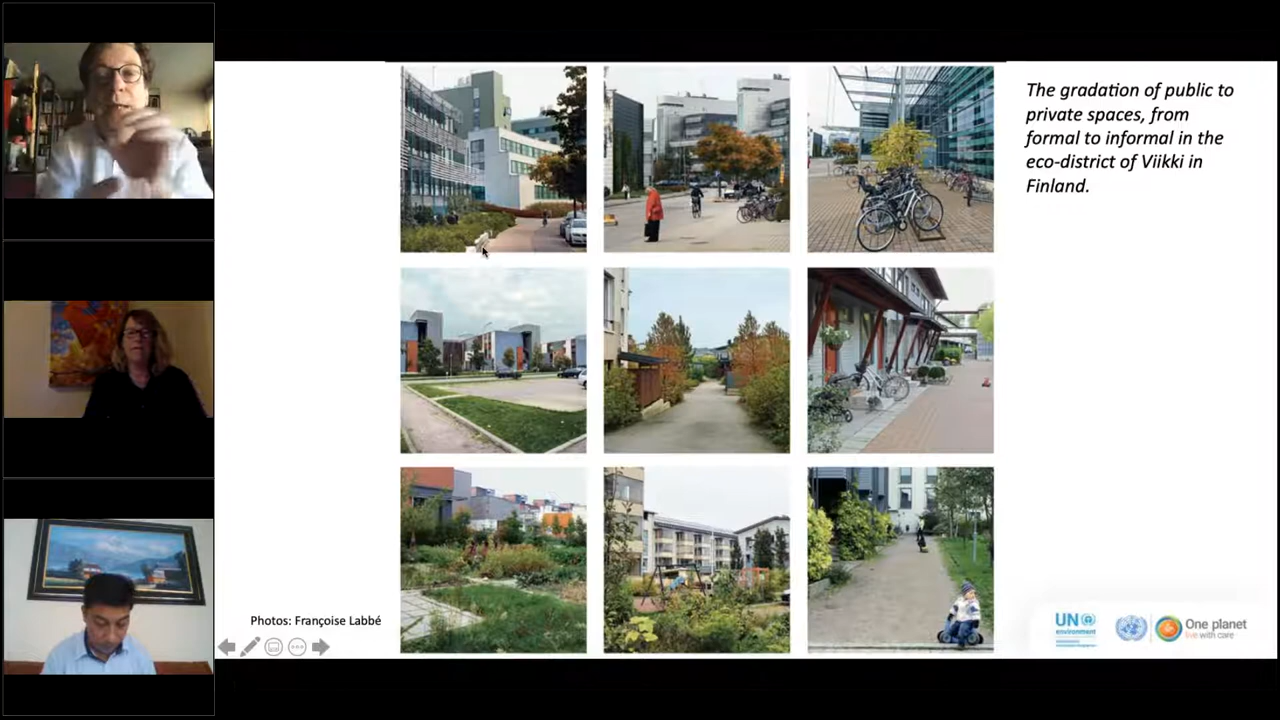 The gradation of public to
private spaces, from
formal to informal in the
eco-district of Viikki in
Finland.
Photos: Françoise Labbé
UN
environment
One planet
live with care